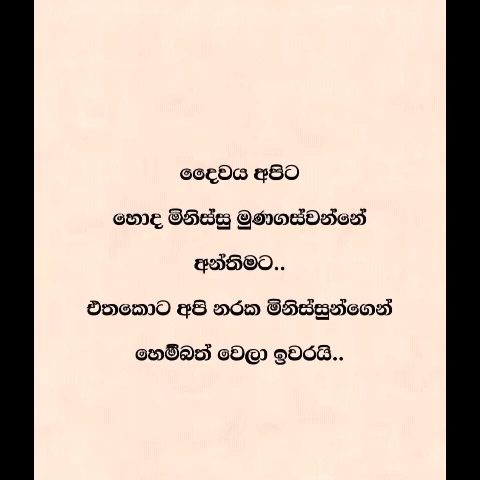 දෛවය අපිට
හොද මිනිස්සු මුණගස්වන්නේ
අන්තිමට..
එතකොට අපි නරක මිනිස්සුන්ගෙන්
හෙම්බත් වෙලා ඉවරයි..